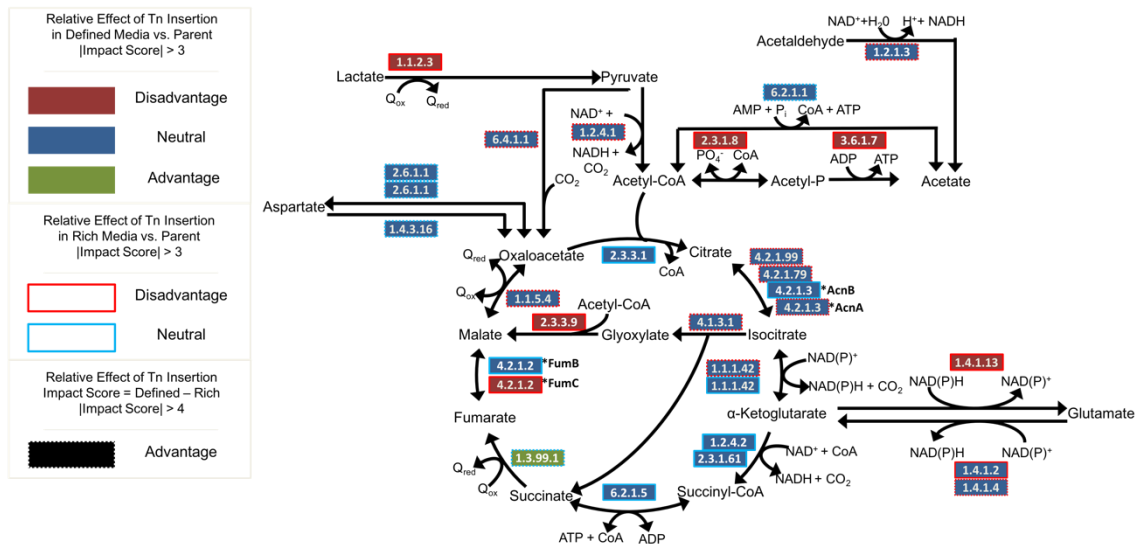 Relative Effect of Tn Insertion
in Defined Media vs. Parent
|Impact Score| > 3
Disadvantage
Neutral
Advantage
Relative Effect of Tn Insertion
in Rich Media vs. Parent
|Impact Score| > 3
Disadvantage
Neutral
Relative Effect of Tn Insertion
Impact Score = Defined – Rich
|Impact Score| > 4
Advantage
NAD⁺+H₂0 H⁺ + NADH
Acetaldehyde
1.2.1.3
1.1.2.3
Lactate
Pyruvate
Qox
Qred
6.2.1.1
AMP + Pi CoA + ATP
NAD⁺ +
1.2.4.1
NADH +
CO₂
6.4.1.1
CO₂
2.3.1.8
PO₄⁻ CoA
3.6.1.7
ADP ATP
Acetyl-CoA
Acetyl-P
Acetate
2.6.1.1
2.6.1.1
Aspartate
1.4.3.16
Oxaloacetate
2.3.3.1
CoA
Citrate
Qred
Qox
1.1.5.4
4.2.1.99
4.2.1.79
4.2.1.3 *AcnB
4.2.1.3 *AcnA
Acetyl-CoA
Malate
2.3.3.9
Glyoxylate
4.1.3.1
Isocitrate
4.2.1.2 *FumB
4.2.1.2 *FumC
1.1.1.42
1.1.1.42
NAD(P)⁺
NAD(P)H + CO₂
1.4.1.13
NAD(P)H NAD(P)⁺
Fumarate
α-Ketoglutarate
Glutamate
NAD(P)H NAD(P)⁺
1.4.1.2
1.4.1.4
1.2.4.2
2.3.1.61
NAD⁺ + CoA
NADH + CO₂
Qred
1.3.99.1
Qox
Succinate
6.2.1.5
Succinyl-CoA
ATP + CoA ADP